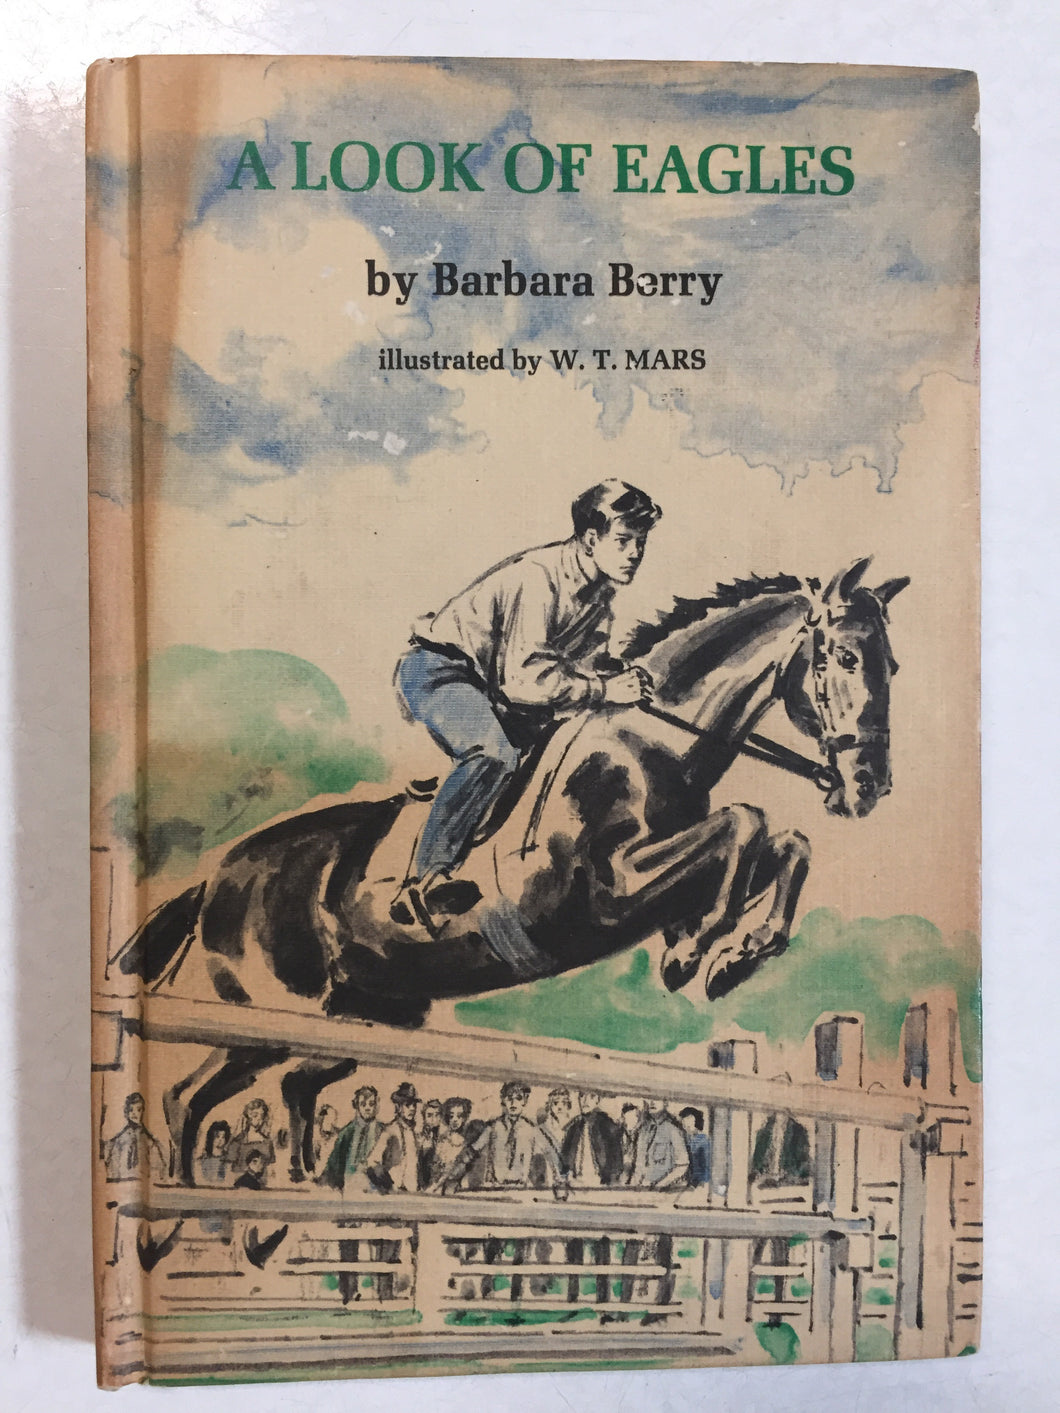 A LOOK OF EAGLES
by Barbara Berry
illustrated by W. T. MARS